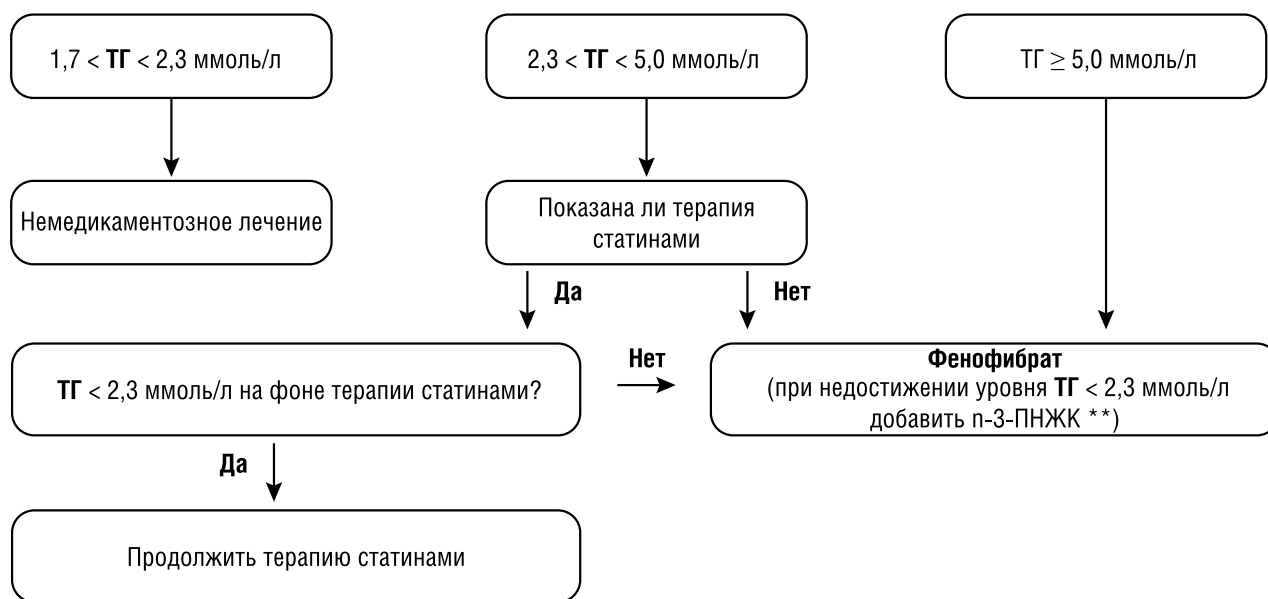 1,7 < ТГ < 2,3 ммоль/л
2,3 < ТГ < 5,0 ммоль/л
ТГ ≥ 5,0 ммоль/л
Немедикаментозное лечение
Показана ли терапия
статинами
Да
Нет
ТГ < 2,3 ммоль/л на фоне терапии статинами?
Нет
Фенофибрат
(при недостижении уровня ТГ < 2,3 ммоль/л
добавить n-3-ПНЖК **)
Да
Продолжить терапию статинами